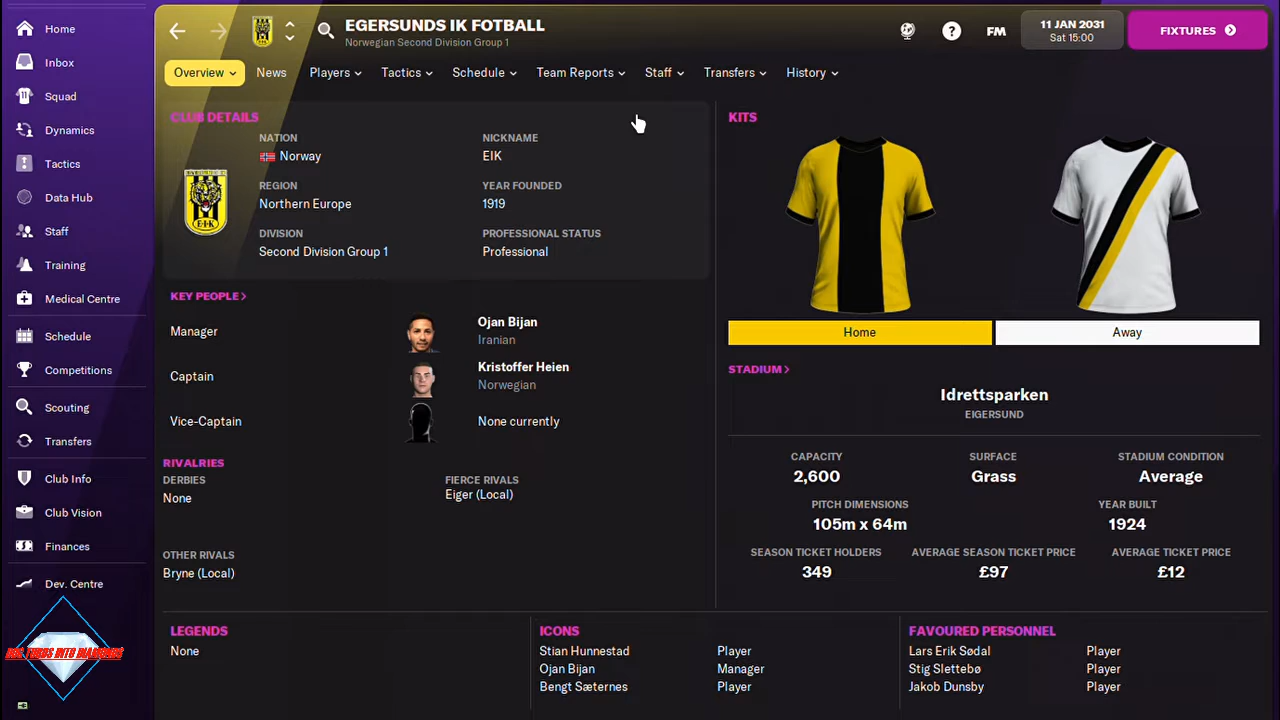 EGERSUNDS IK FOTBALL
Norwegian Second Division Group 1
FM
11 JAN 2031
Sat 15:00
FIXTURES
Overview
News
Players
Tactics
Schedule
Team Reports
Staff
Transfers
History
Home
Inbox
Squad
Dynamics
Tactics
Data Hub
Staff
Training
Medical Centre
Schedule
Competitions
Scouting
Transfers
Club Info
Club Vision
Finances
Dev. Centre
CLUB DETAILS
NATION
Norway
NICKNAME
EIK
REGION
Northern Europe
YEAR FOUNDED
1919
DIVISION
Second Division Group 1
PROFESSIONAL STATUS
Professional
E.I.K
KEY PEOPLE >
Manager
Ojan Bijan
Iranian
Captain
Kristoffer Heien
Norwegian
Vice-Captain
None currently
RIVALRIES
DERBIES
None
FIERCE RIVALS
Eiger (Local)
OTHER RIVALS
Bryne (Local)
KITS
Home
Away
STADIUM >
Idrettsparken
EIGERSUND
CAPACITY
2,600
SURFACE
Grass
STADIUM CONDITION
Average
PITCH DIMENSIONS
105m x 64m
YEAR BUILT
1924
SEASON TICKET HOLDERS
349
AVERAGE SEASON TICKET PRICE
£97
AVERAGE TICKET PRICE
£12
LEGENDS
None
ICONS
Stian Hunnestad Player
Ojan Bijan Manager
Bengt Sæternes Player
FAVOURED PERSONNEL
Lars Erik Sødal Player
Stig Slettebø Player
Jakob Dunsby Player
TURDS INTO DIAMONDS